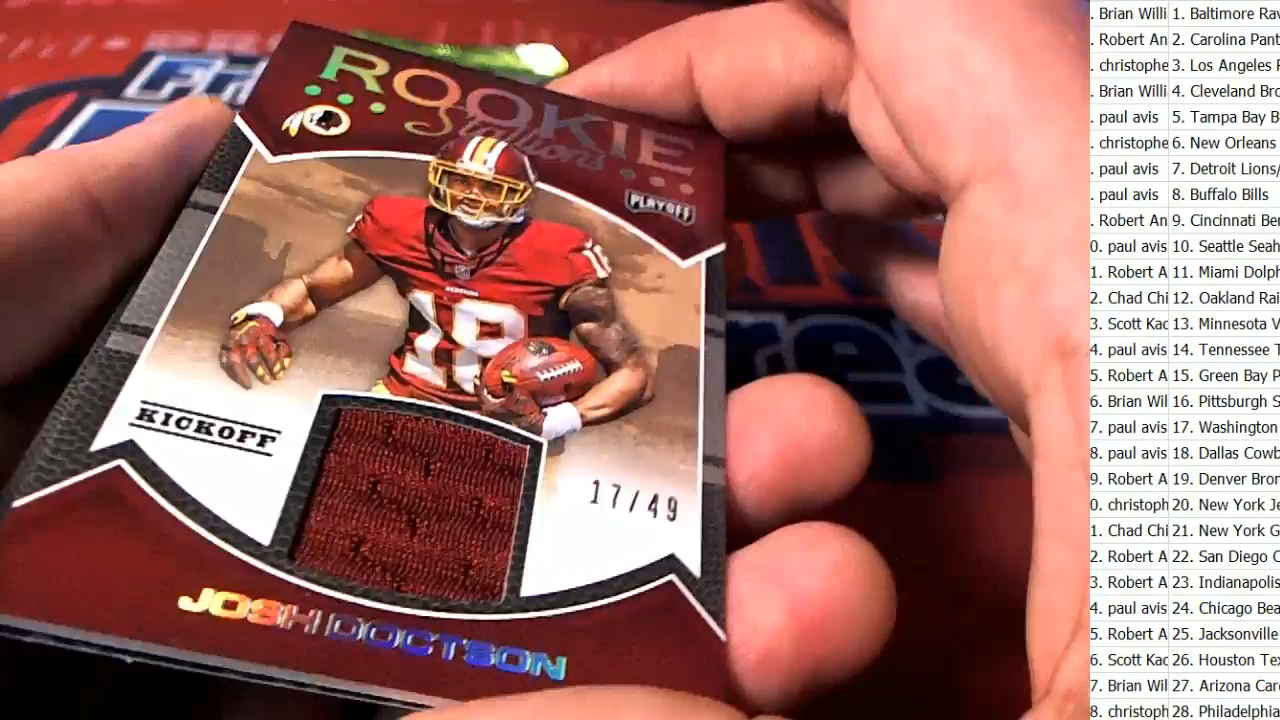 ROOKIE
Stallions
PLAYOFF
18
18
KICKOFF
17/49
JOSH DOCTSON
. Brian Willi 1. Baltimore Rav
. Robert An 2. Carolina Pant
. christophe 3. Los Angeles R
. Brian Willi 4. Cleveland Bro
. paul avis 5. Tampa Bay B
. christophe 6. New Orleans
. paul avis 7. Detroit Lions/
. paul avis 8. Buffalo Bills
. Robert An 9. Cincinnati Be
0. paul avis 10. Seattle Seah
1. Robert A 11. Miami Dolph
2. Chad Chi 12. Oakland Rai
3. Scott Kac 13. Minnesota V
4. paul avis 14. Tennessee T
5. Robert A 15. Green Bay P
6. Brian Wil 16. Pittsburgh S
7. paul avis 17. Washington
8. paul avis 18. Dallas Cowb
9. Robert A 19. Denver Bron
0. christoph 20. New York Je
1. Chad Chi 21. New York G
2. Robert A 22. San Diego C
3. Robert A 23. Indianapolis
4. paul avis 24. Chicago Bea
5. Robert A 25. Jacksonville
6. Scott Kac 26. Houston Tex
7. Brian Wil 27. Arizona Car
8. christoph 28. Philadelphia